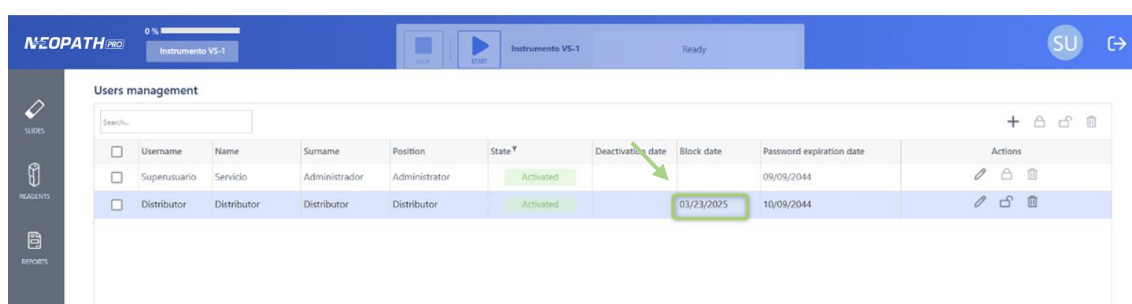 NEOPATH PRO
0 %
Instrumento VS-1
STOP
START
Instrumento VS-1
Ready
SU
Users management
SLIDES
Search...
Username Name Surname Position State Deactivation date Block date Password expiration date Actions
Superusuario Servicio Administrador Administrator Activated 09/09/2044
REAGENTS
Distributor Distributor Distributor Distributor Activated 03/23/2025 10/09/2044
REPORTS